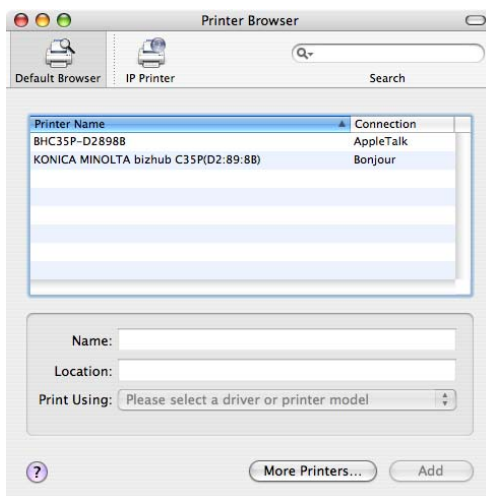 Printer Browser
Default Browser IP Printer Search
Printer Name Connection
BHC35P-D2898B AppleTalk
KONICA MINOLTA bizhub C35P(D2:89:8B) Bonjour
Name:
Location:
Print Using: Please select a driver or printer model
? More Printers... Add